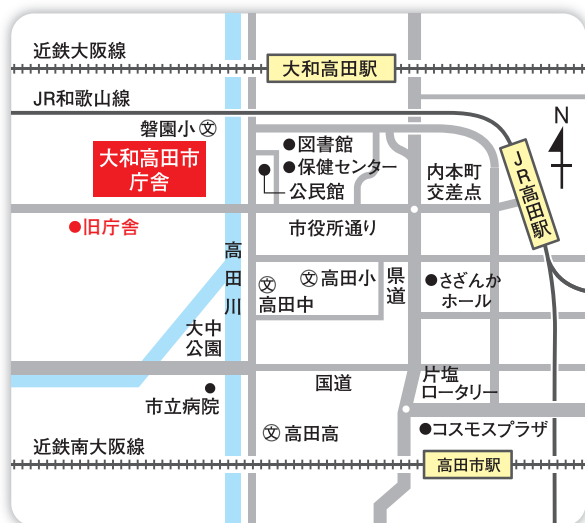 近鉄大阪線
大和高田駅
JR和歌山線
N
磐園小
文
図書館
大和高田市
庁舎
保健センター
公民館
内本町
交差点
JR高田駅
旧庁舎
市役所通り
高田川
文
高田小
県道
さざんか
ホール
文
高田中
大中
公園
国道
片塩
ロータリー
市立病院
文
高田高
コスモスプラザ
近鉄南大阪線
高田市駅